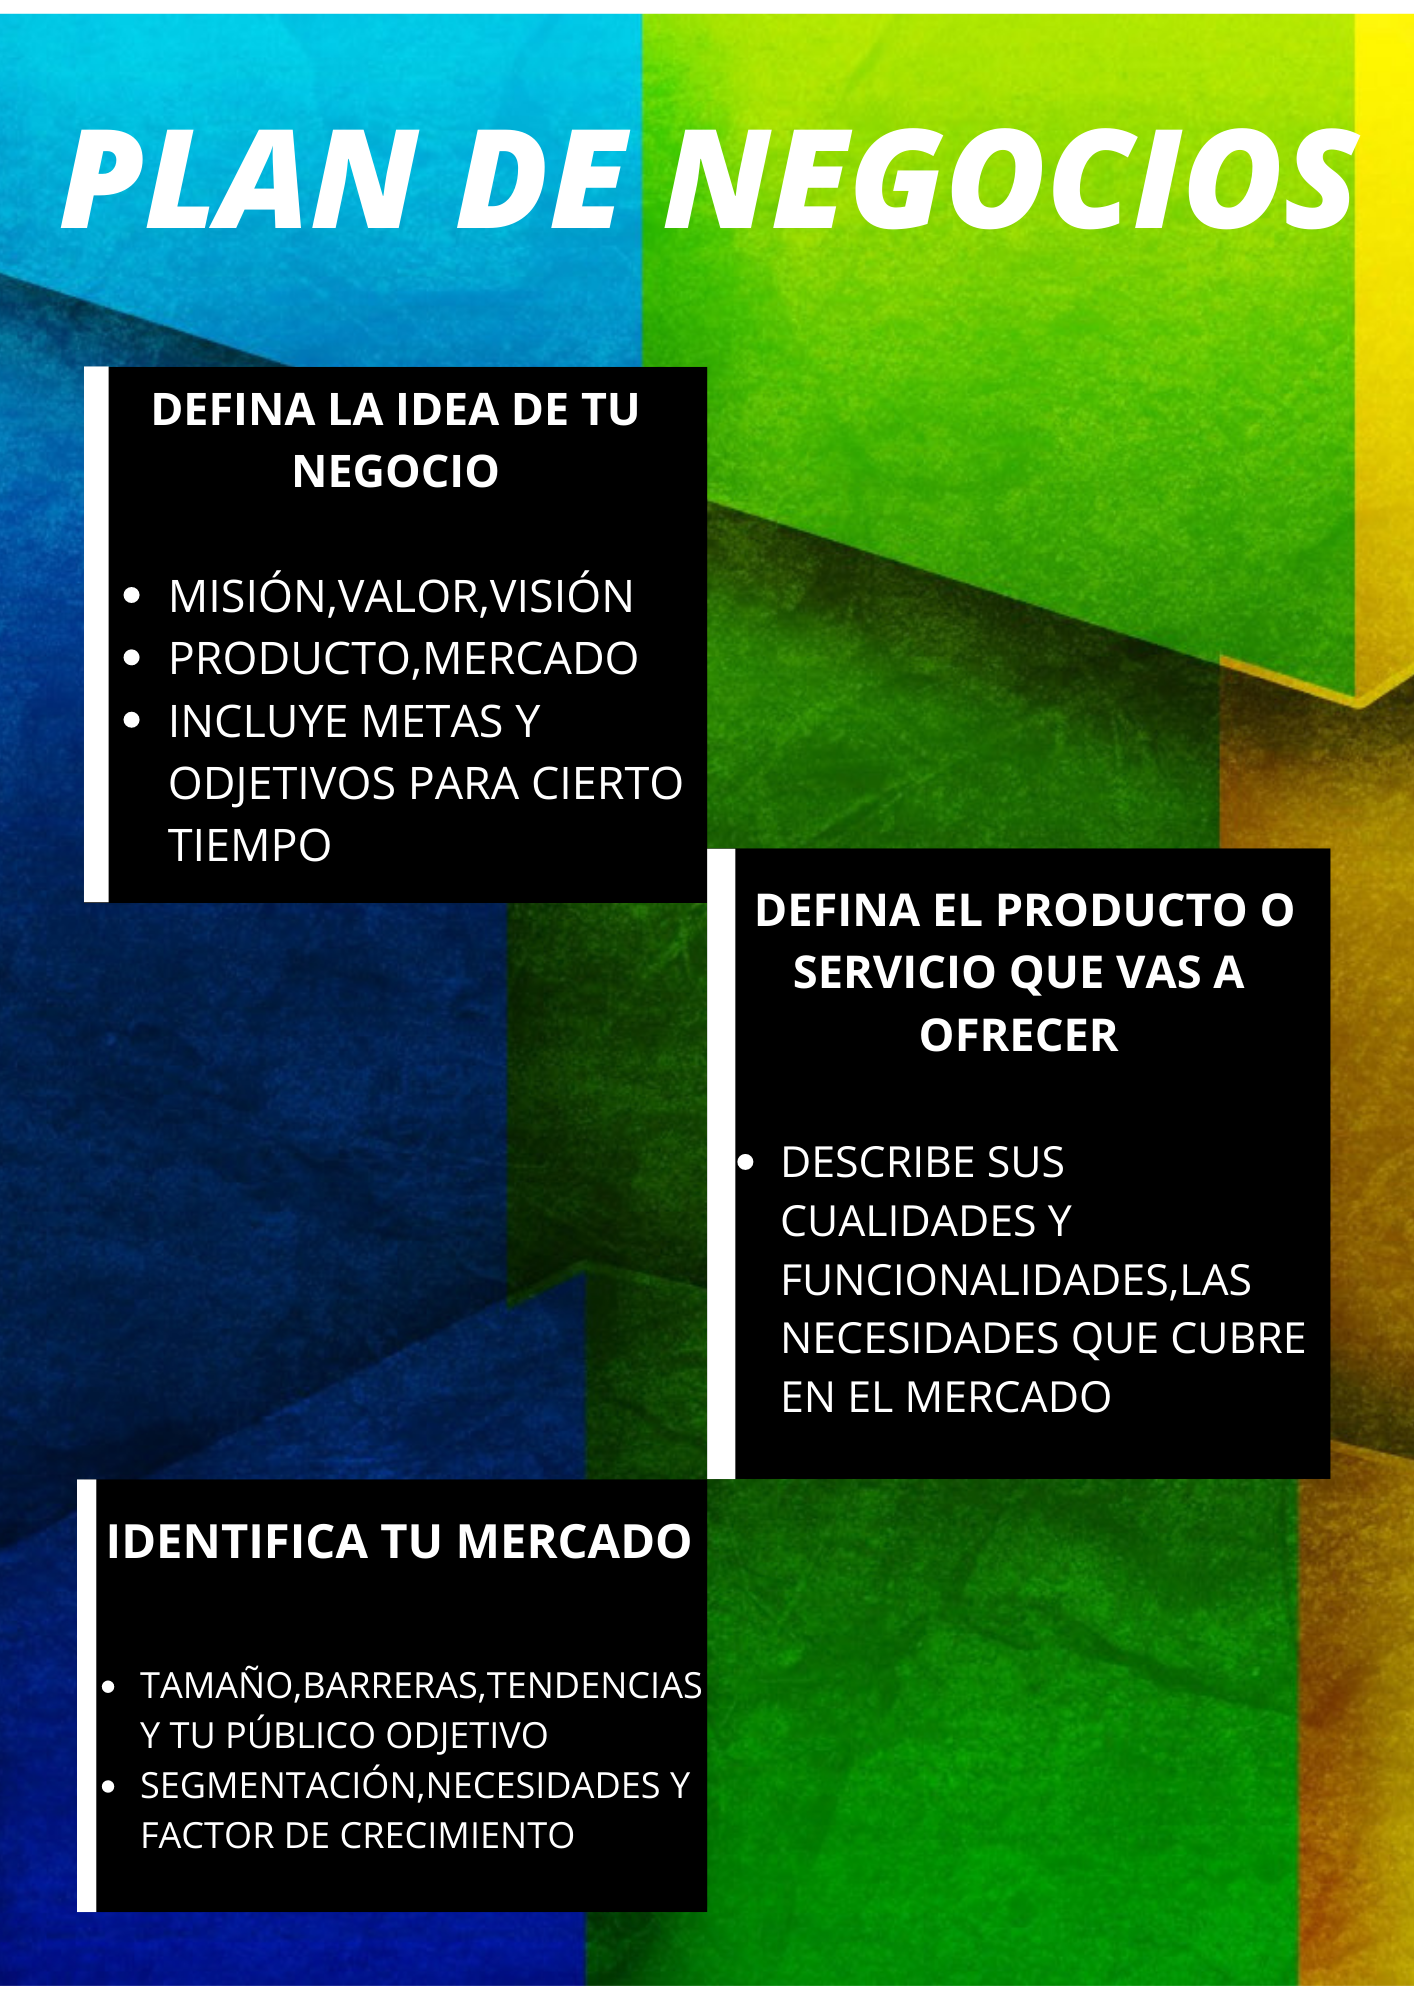 PLAN DE NEGOCIOS
DEFINA LA IDEA DE TU
NEGOCIO
• MISIÓN,VALOR,VISIÓN
• PRODUCTO,MERCADO
• INCLUYE METAS Y
ODJETIVOS PARA CIERTO
TIEMPO
DEFINA EL PRODUCTO O
SERVICIO QUE VAS A
OFRECER
• DESCRIBE SUS
CUALIDADES Y
FUNCIONALIDADES,LAS
NECESIDADES QUE CUBRE
EN EL MERCADO
IDENTIFICA TU MERCADO
• TAMAÑO,BARRERAS,TENDENCIAS
Y TU PÚBLICO ODJETIVO
• SEGMENTACIÓN,NECESIDADES Y
FACTOR DE CRECIMIENTO